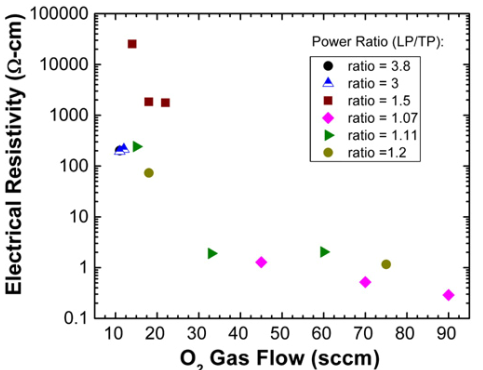 100000
10000
1000
100
10
1
0.1
Electrical Resistivity (Ω-cm)
Power Ratio (LP/TP):
ratio = 3.8
ratio = 3
ratio = 1.5
ratio = 1.07
ratio = 1.11
ratio =1.2
10 20 30 40 50 60 70 80 90
O₂ Gas Flow (sccm)